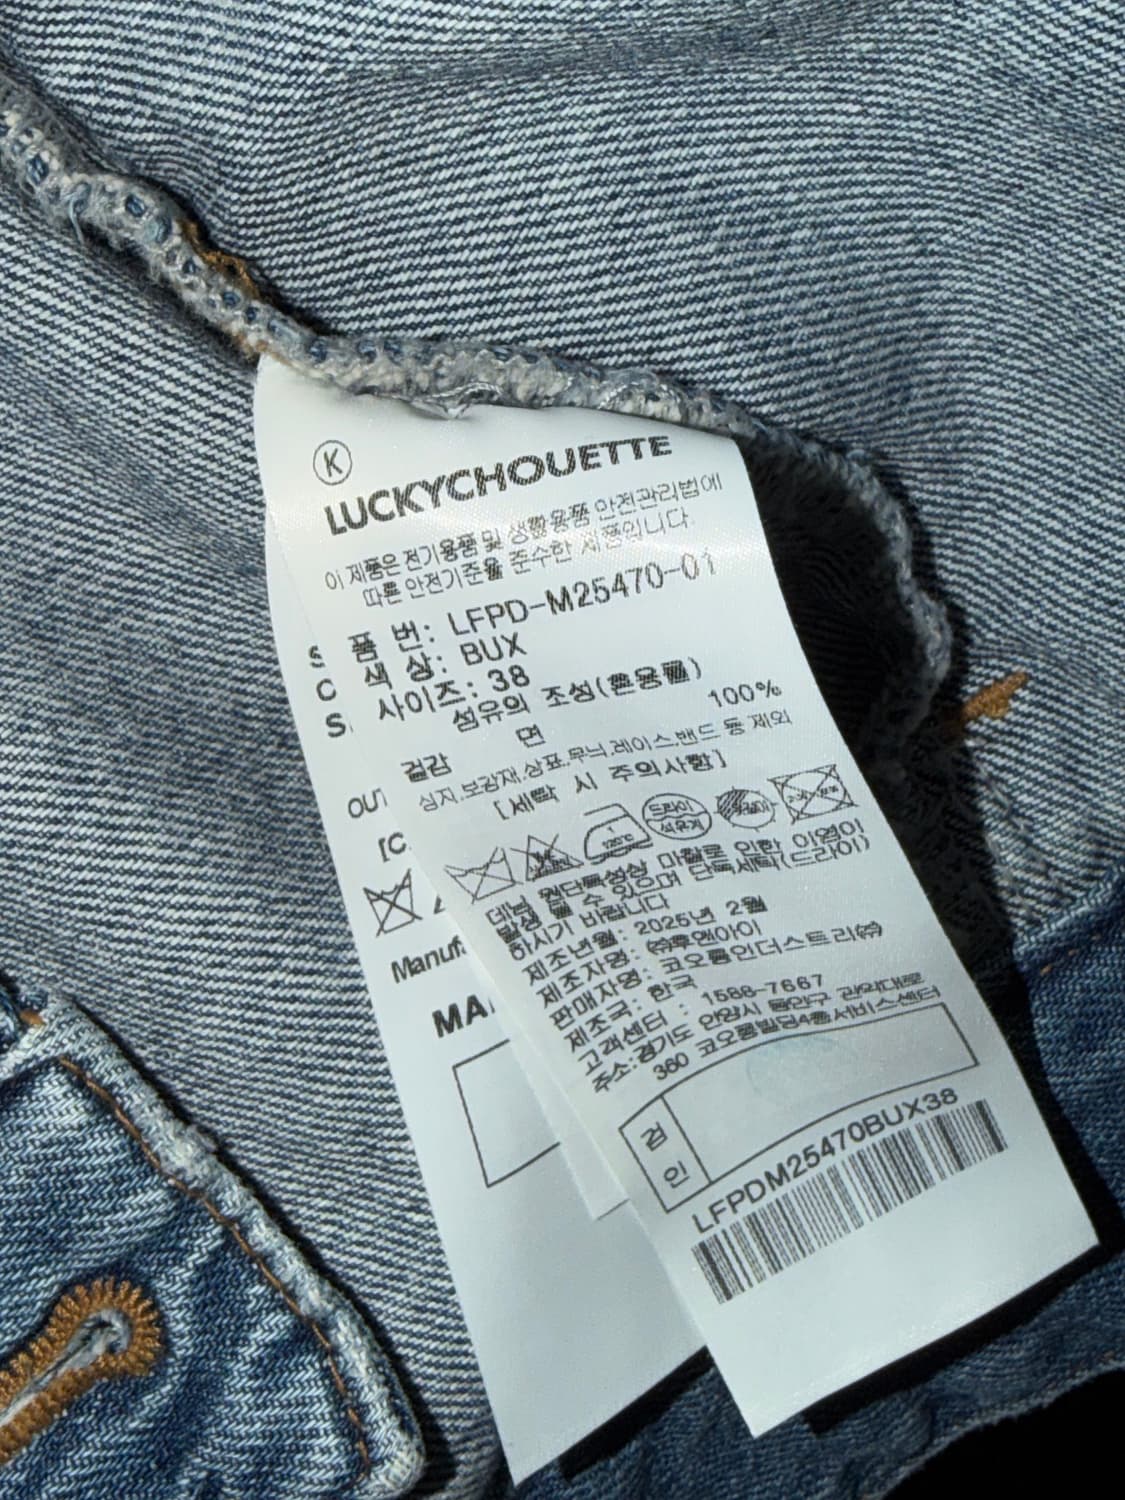 K
LUCKYCHOUETTE
이 제품은 전기용품 및 생활용품 안전관리법에
따른 안전기준을 준수한 제품입니다.
품 번: LFPD-M25470-01
색 상: BUX
사이즈: 38
섬유의 조성(혼용률)
겉감 면 100%
심지,보강재,상표,무늬,레이스,밴드 등 제외
[세탁 시 주의사항]
1
120℃
드라이
석유계
데님 원단특성상 마찰로 인한 이염이
발생 될 수 있으며 단독세탁(드라이)
하시기 바랍니다
제조년월: 2025년 2월
제조자명: ㈜후앤아이
판매자명: 코오롱인더스트리㈜
제조국: 한국
고객센터 : 1588-7667
주소:경기도 안양시 동안구 관악대로
360 코오롱빌딩4층서비스센터
검
인
LFPDM25470BUX38
S
C
S
OUT
[C
Manufa
MA